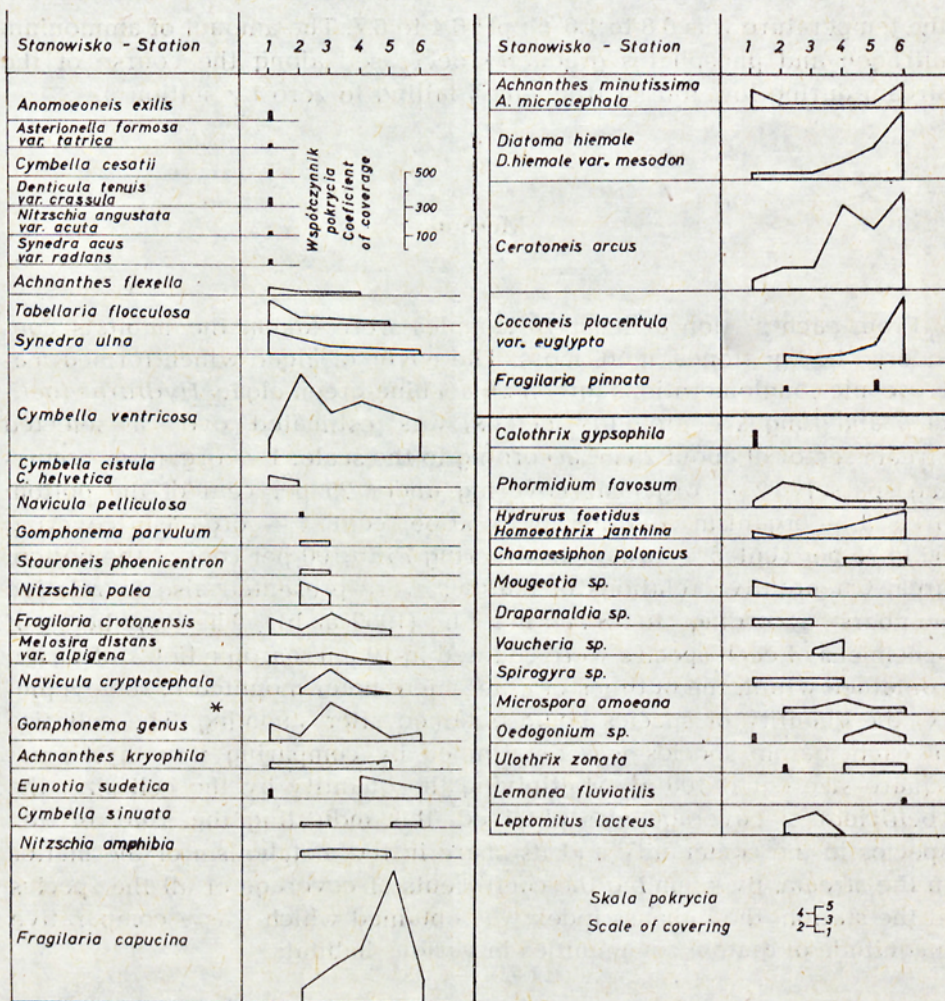 Stanowisko - Station
1 2 3 4 5 6
Anomoeoneis exilis
Asterionella formosa
var. tatrica
Cymbella cesatii
Denticula tenuis
var. crassula
Nitzschia angustata
var. acuta
Synedra acus
var. radians
Współczynnik
pokrycia
Coeficient
of coverage
500
300
100
Achnanthes flexella
Tabellaria flocculosa
Synedra ulna
Cymbella ventricosa
Cymbella cistula
C. helvetica
Navicula pelliculosa
Gomphonema parvulum
Stauroneis phoenicentron
Nitzschia palea
Fragilaria crotonensis
Melosira distans
var. alpigena
Navicula cryptocephala
*
Gomphonema genus
Achnanthes kryophila
Eunotia sudetica
Cymbella sinuata
Nitzschia amphibia
Fragilaria capucina
Stanowisko - Station
1 2 3 4 5 6
Achnanthes minutissima
A. microcephala
Diatoma hiemale
D. hiemale var. mesodon
Ceratoneis arcus
Cocconeis placentula
var. euglypta
Fragilaria pinnata
Calothrix gypsophila
Phormidium favosum
Hydrurus foetidus
Homoeothrix janthina
Chamaesiphon polonicus
Mougeotia sp.
Draparnaldia sp.
Vaucheria sp.
Spirogyra sp.
Microspora amoena
Oedogonium sp.
Ulothrix zonata
Lemanea fluviatilis
Leptomitus lacteus
Skala pokrycia
Scale of covering
4 5
2 3
1